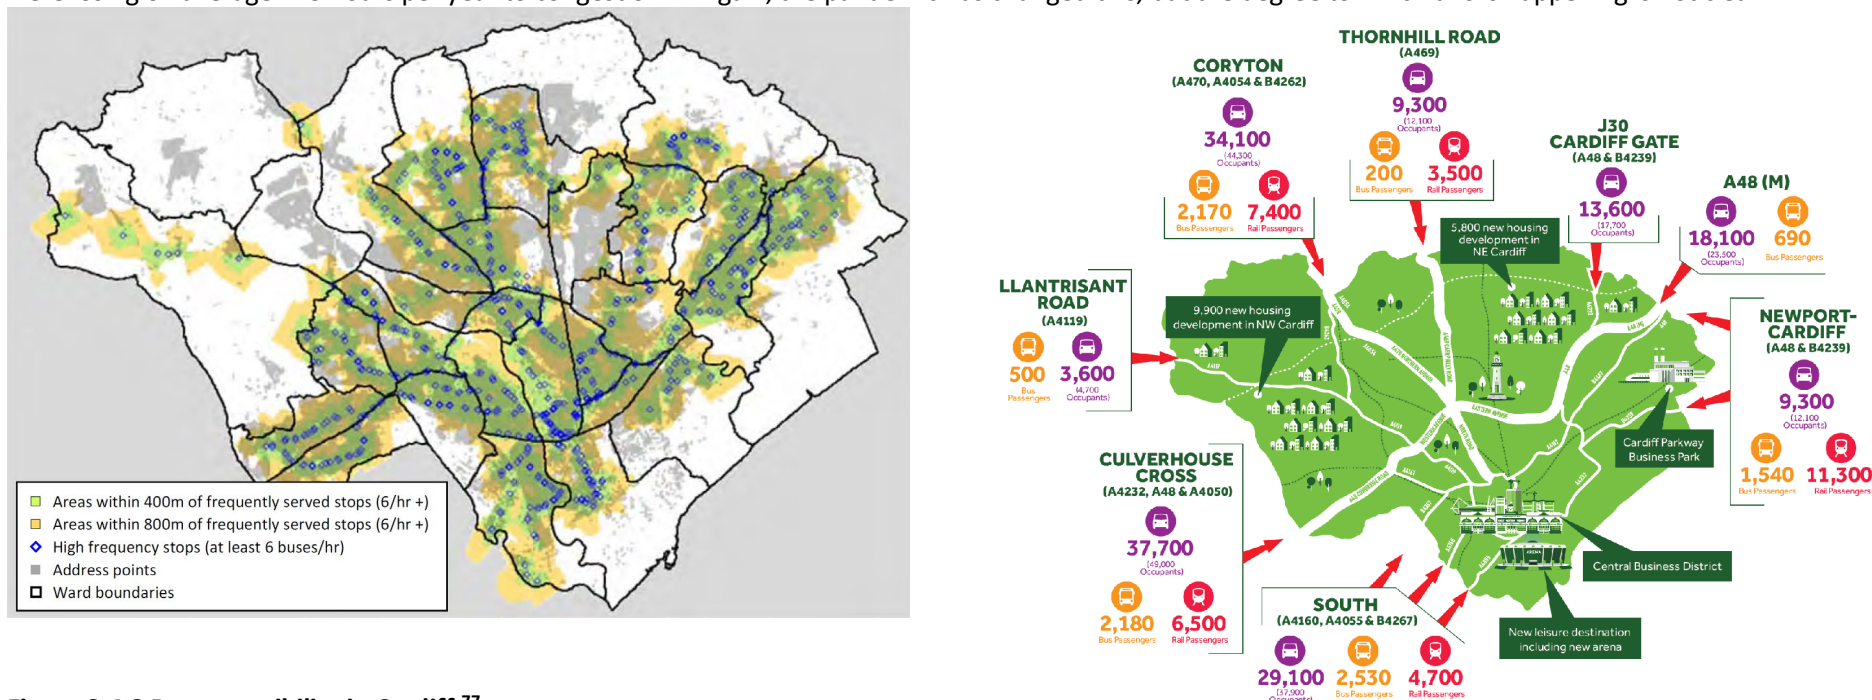 Areas within 400m of frequently served stops (6/hr +)
Areas within 800m of frequently served stops (6/hr +)
High frequency stops (at least 6 buses/hr)
Address points
Ward boundaries
THORNHILL ROAD
(A469)
9,300
(12,100
Occupants)
200
Bus Passengers
3,500
Rail Passengers
CORYTON
(A470, A4054 & B4262)
34,100
(44,300
Occupants)
2,170
Bus Passengers
7,400
Rail Passengers
J30
CARDIFF GATE
(A48 & B4239)
13,600
(17,700
Occupants)
A48 (M)
18,100
(23,500
Occupants)
690
Bus Passengers
5,800 new housing
development in
NE Cardiff
LLANTRISANT
ROAD
(A4119)
500
Bus
Passengers
3,600
(4,700
Occupants)
9,900 new housing
development in NW Cardiff
NEWPORT-
CARDIFF
(A48 & B4239)
9,300
(12,100
Occupants)
1,540
Bus Passengers
11,300
Rail Passengers
Cardiff Parkway
Business Park
EASTERN AVENUE
CULVERHOUSE
CROSS
(A4232, A48 & A4050)
37,700
(49,000
Occupants)
2,180
Bus Passengers
6,500
Rail Passengers
ARENA
Central Business District
SOUTH
(A4160, A4055 & B4267)
29,100
(37,900
Occupants)
2,530
Bus Passengers
4,700
Rail Passengers
New leisure destination
including new arena